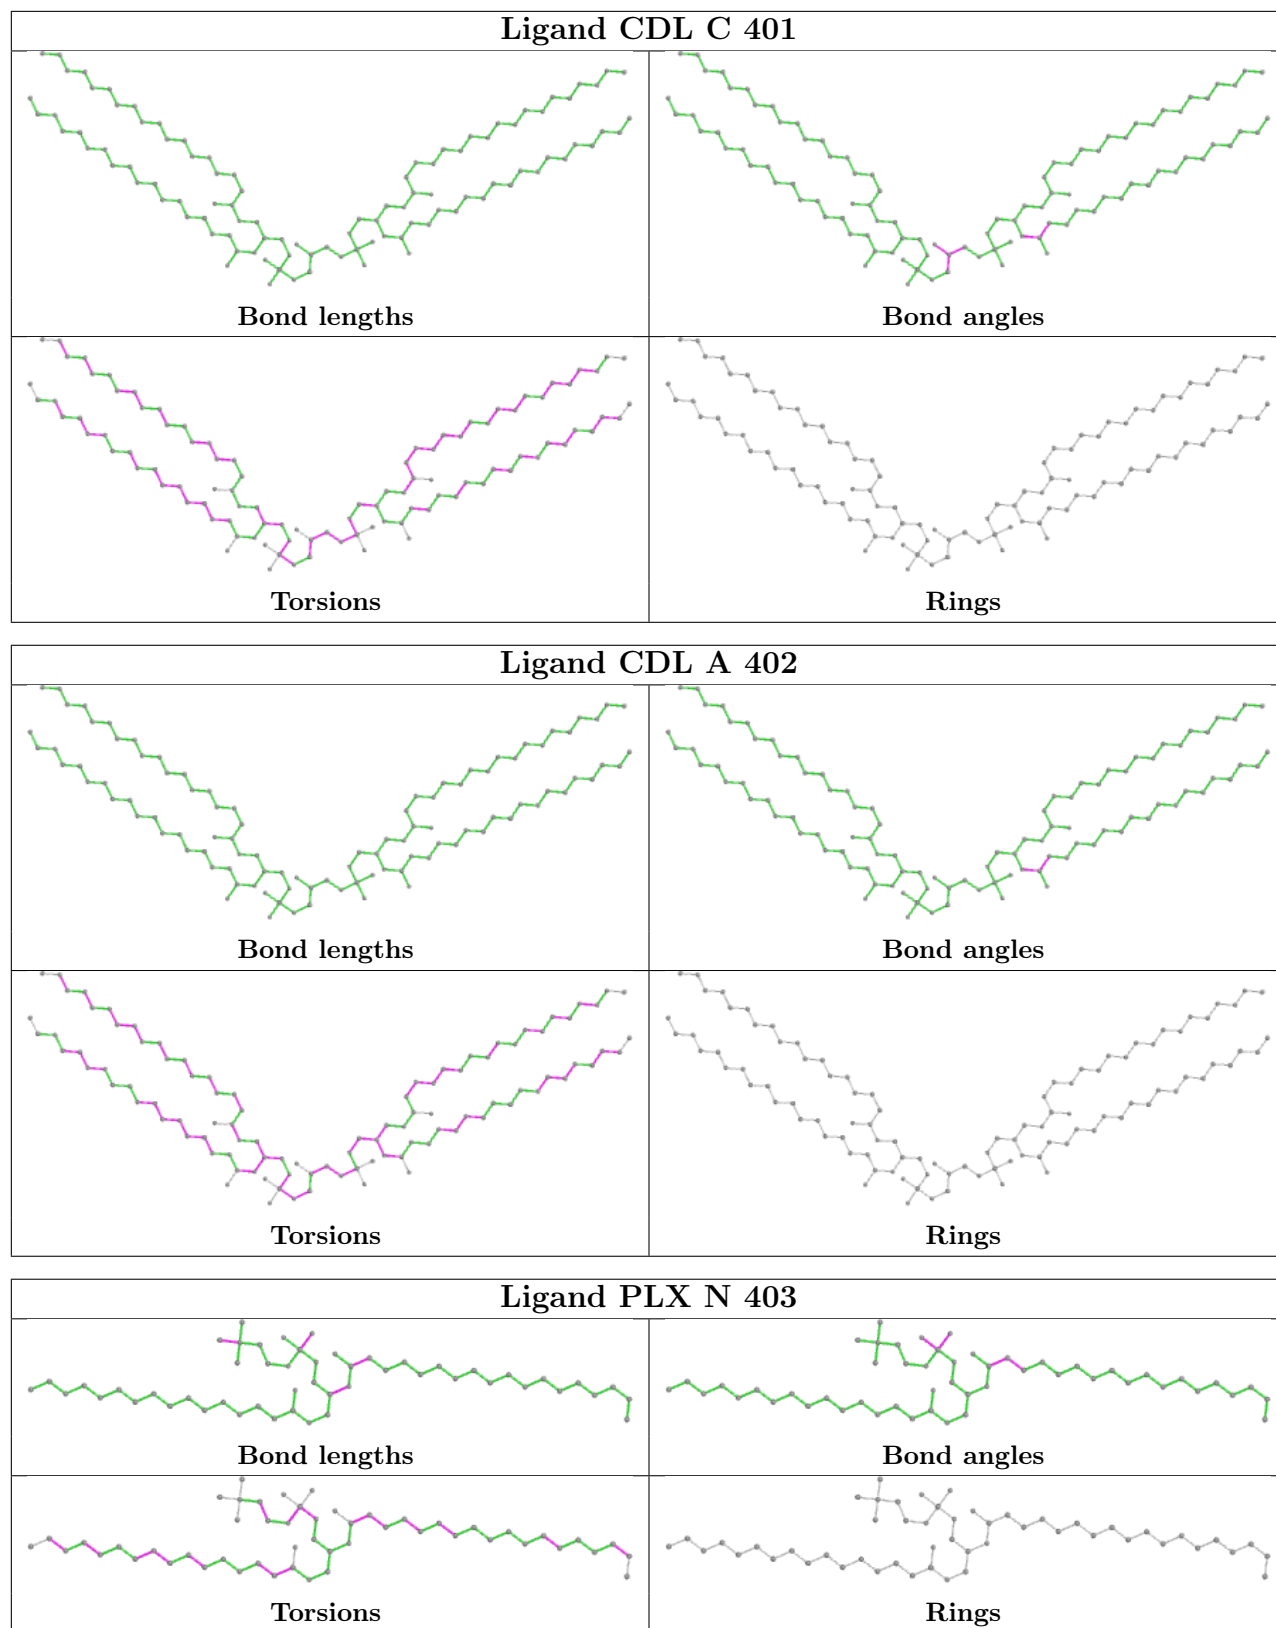 Ligand CDL C 401
Bond lengths
Bond angles
Torsions
Rings
Ligand CDL A 402
Bond lengths
Bond angles
Torsions
Rings
Ligand PLX N 403
Bond lengths
Bond angles
Torsions
Rings